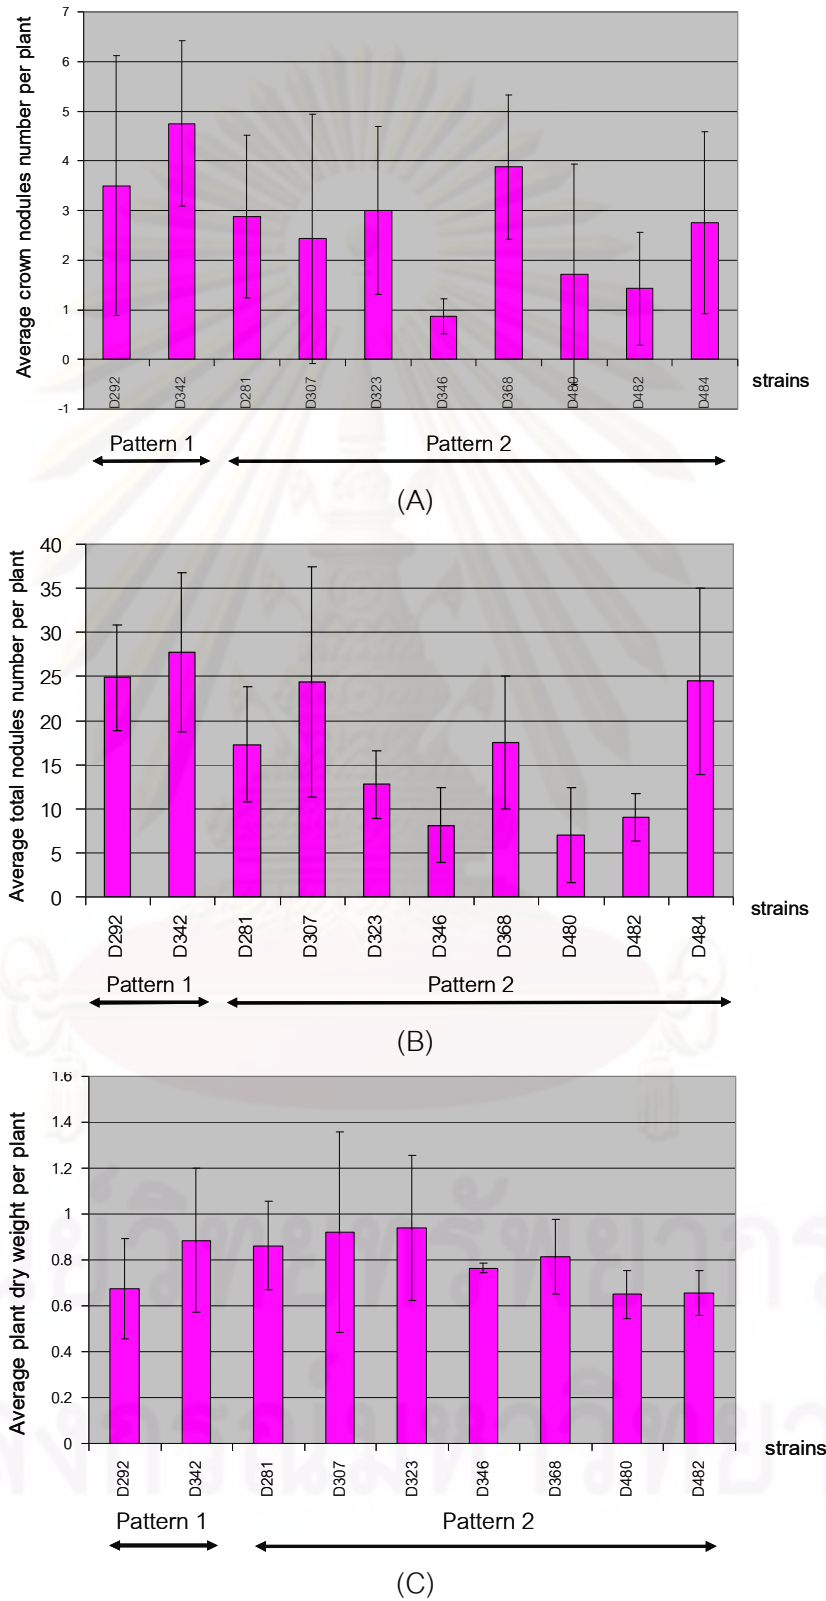 Average crown nodules number per plant
7
6
5
4
3
2
1
0
-1
D292 D342 D281 D307 D323 D346 D368 D480 D482 D484
strains
Pattern 1 Pattern 2
(A)
Average total nodules number per plant
40
35
30
25
20
15
10
5
0
D292 D342 D281 D307 D323 D346 D368 D480 D482 D484
strains
Pattern 1 Pattern 2
(B)
Average plant dry weight per plant
1.6
1.4
1.2
1
0.8
0.6
0.4
0.2
0
D292 D342 D281 D307 D323 D346 D368 D480 D482
strains
Pattern 1 Pattern 2
(C)